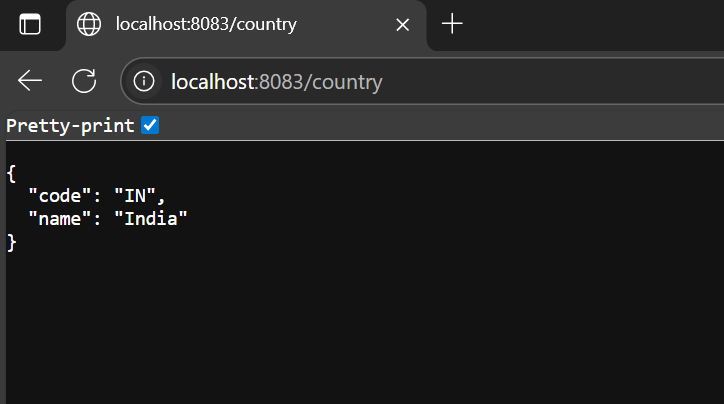 localhost:8083/country
localhost:8083/country
Pretty-print
{
  "code": "IN",
  "name": "India"
}